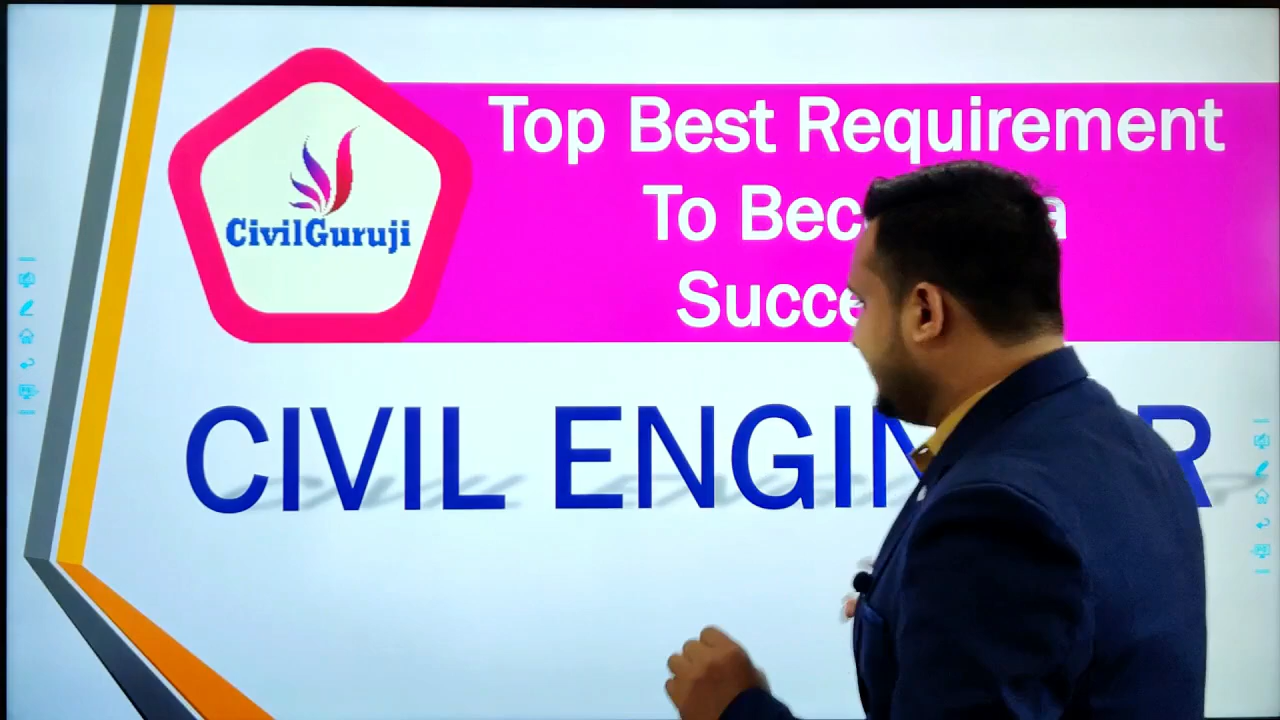 CivilGuruji
Top Best Requirement
To Bec a
Succe
CIVIL ENGIN R